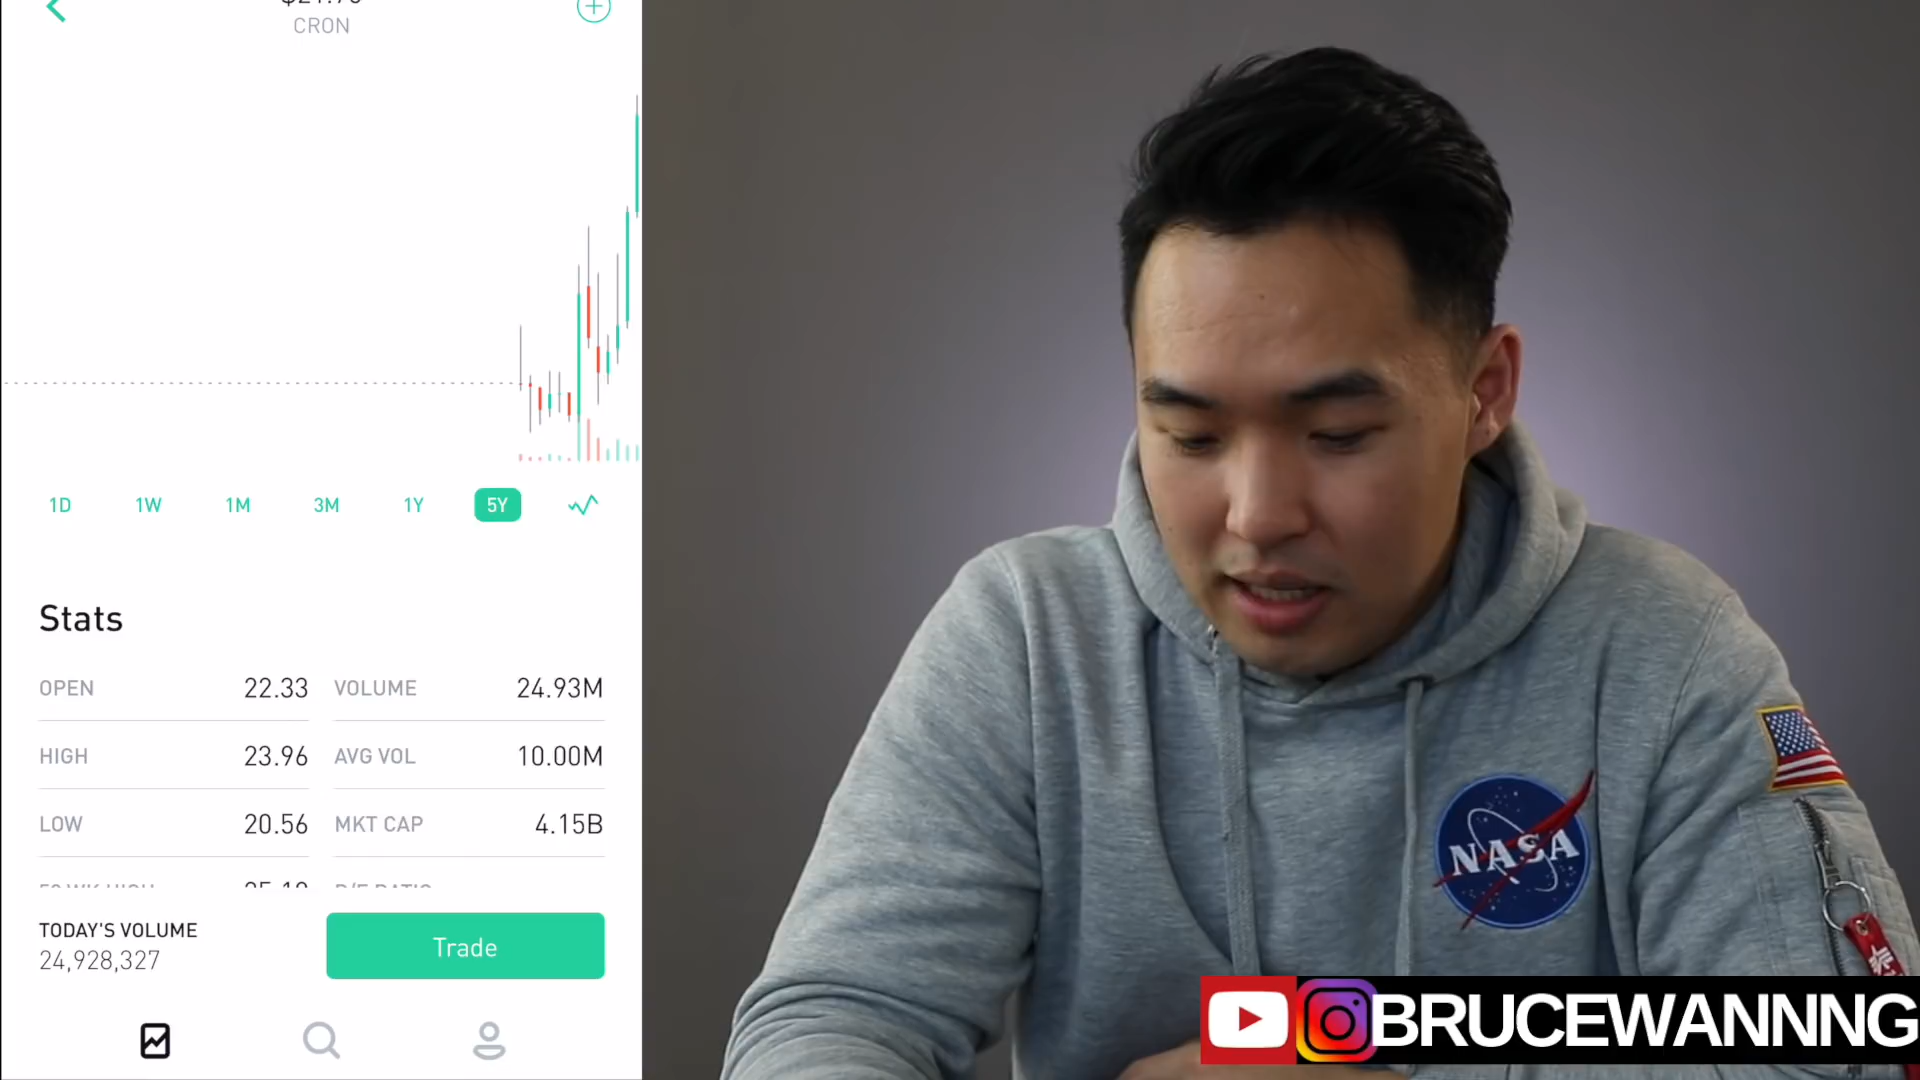 CRON
1D 1W 1M 3M 1Y 5Y
Stats
OPEN 22.33 VOLUME 24.93M
HIGH 23.96 AVG VOL 10.00M
LOW 20.56 MKT CAP 4.15B
TODAY'S VOLUME
24,928,327
Trade
NASA
BRUCEWANNNG